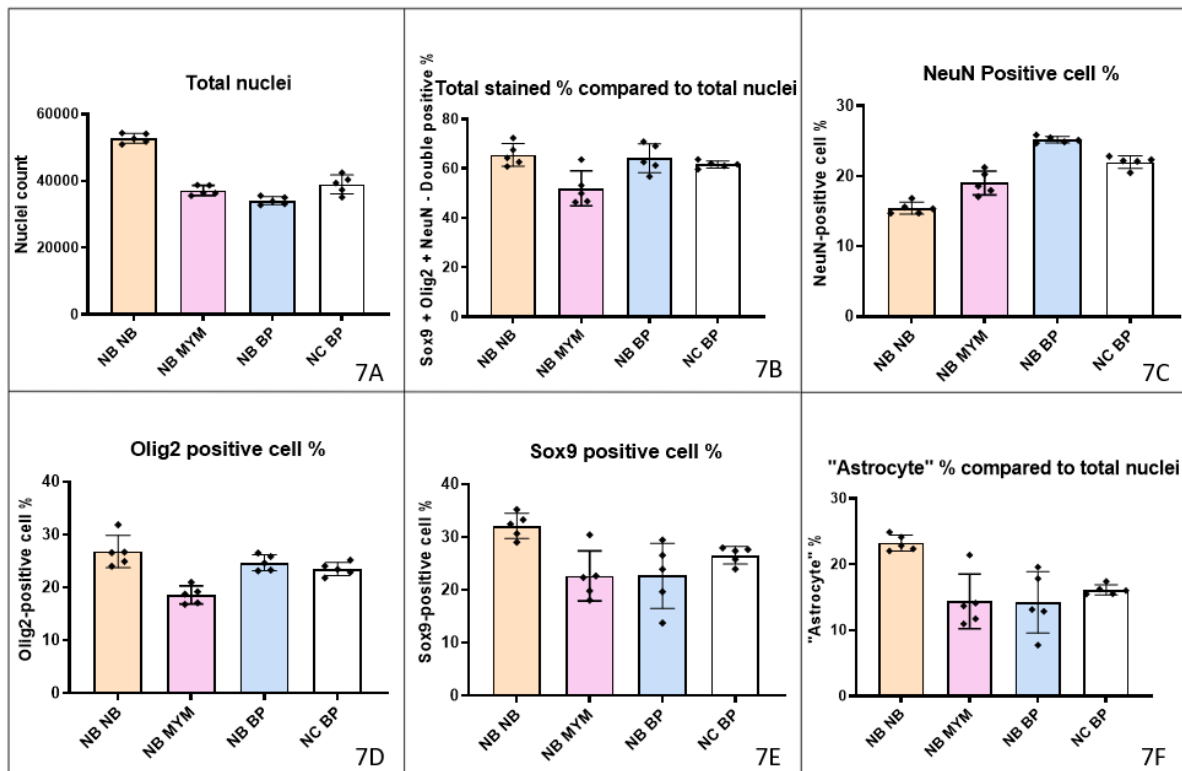 Total nuclei
Nuclei count
60000
40000
20000
0
NB NB
NB MYM
NB BP
NC BP
7A
Total stained % compared to total nuclei
Sox9 + Olig2 + NeuN - Double positive %
80
60
40
20
0
NB NB
NB MYM
NB BP
NC BP
7B
NeuN Positive cell %
NeuN-positive cell %
30
20
10
0
NB NB
NB MYM
NB BP
NC BP
7C
Olig2 positive cell %
Olig2-positive cell %
40
30
20
10
0
NB NB
NB MYM
NB BP
NC BP
7D
Sox9 positive cell %
Sox9-positive cell %
40
30
20
10
0
NB NB
NB MYM
NB BP
NC BP
7E
"Astrocyte" % compared to total nuclei
"Astrocyte" %
30
20
10
0
NB NB
NB MYM
NB BP
NC BP
7F